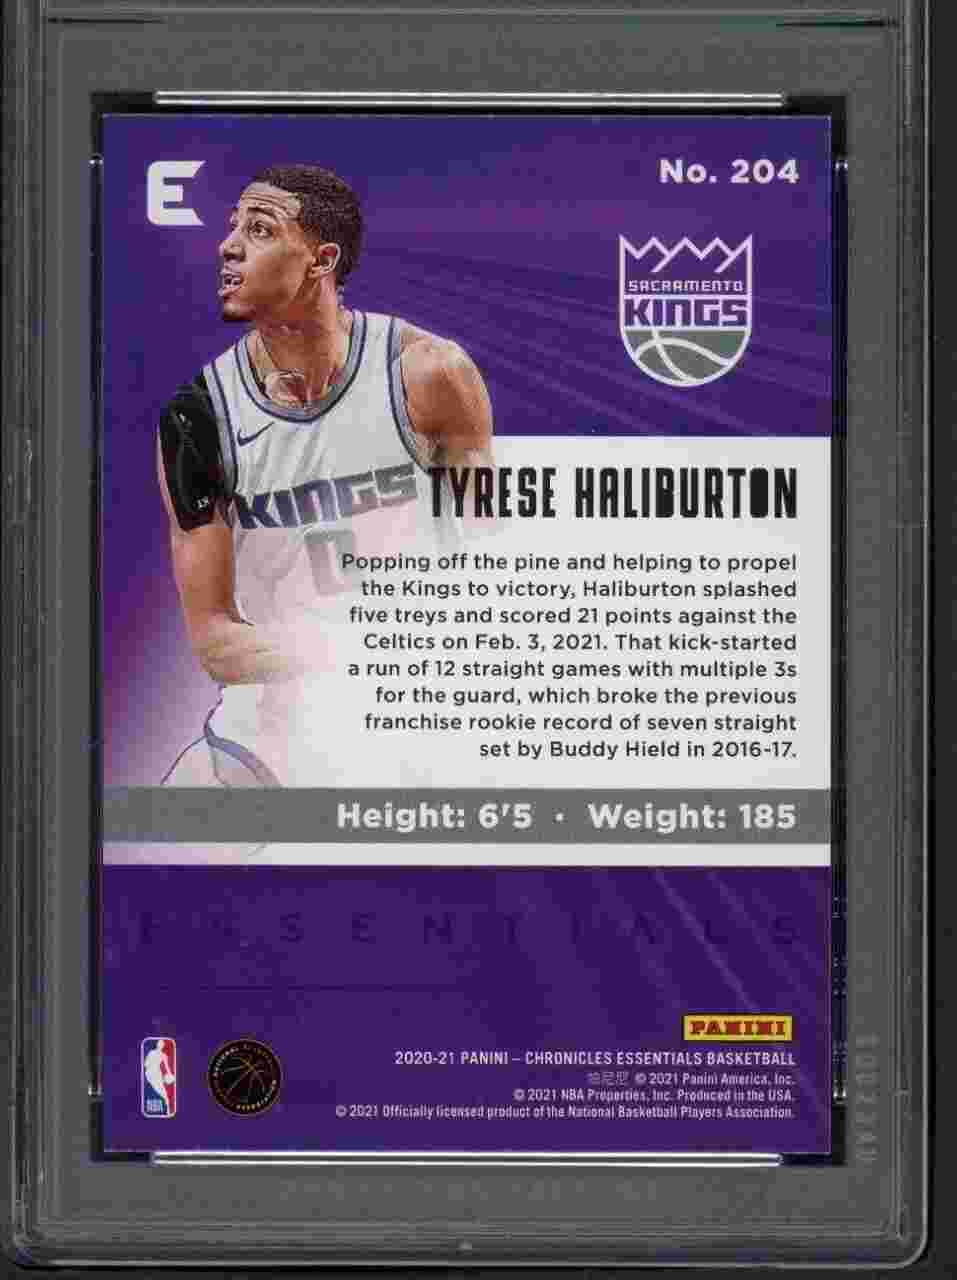 E
No. 204
SACRAMENTO
KINGS
KINGS
0
TYRESE HALIBURTON
Popping off the pine and helping to propel
the Kings to victory, Haliburton splashed
five treys and scored 21 points against the
Celtics on Feb. 3, 2021. That kick-started
a run of 12 straight games with multiple 3s
for the guard, which broke the previous
franchise rookie record of seven straight
set by Buddy Hield in 2016-17.
Height: 6'5 · Weight: 185
ESSENTIALS
PANINI
2020-21 PANINI – CHRONICLES ESSENTIALS BASKETBALL
帕尼尼 © 2021 Panini America, Inc.
© 2021 NBA Properties, Inc. Produced in the USA.
© 2021 Officially licensed product of the National Basketball Players Association.
NBA